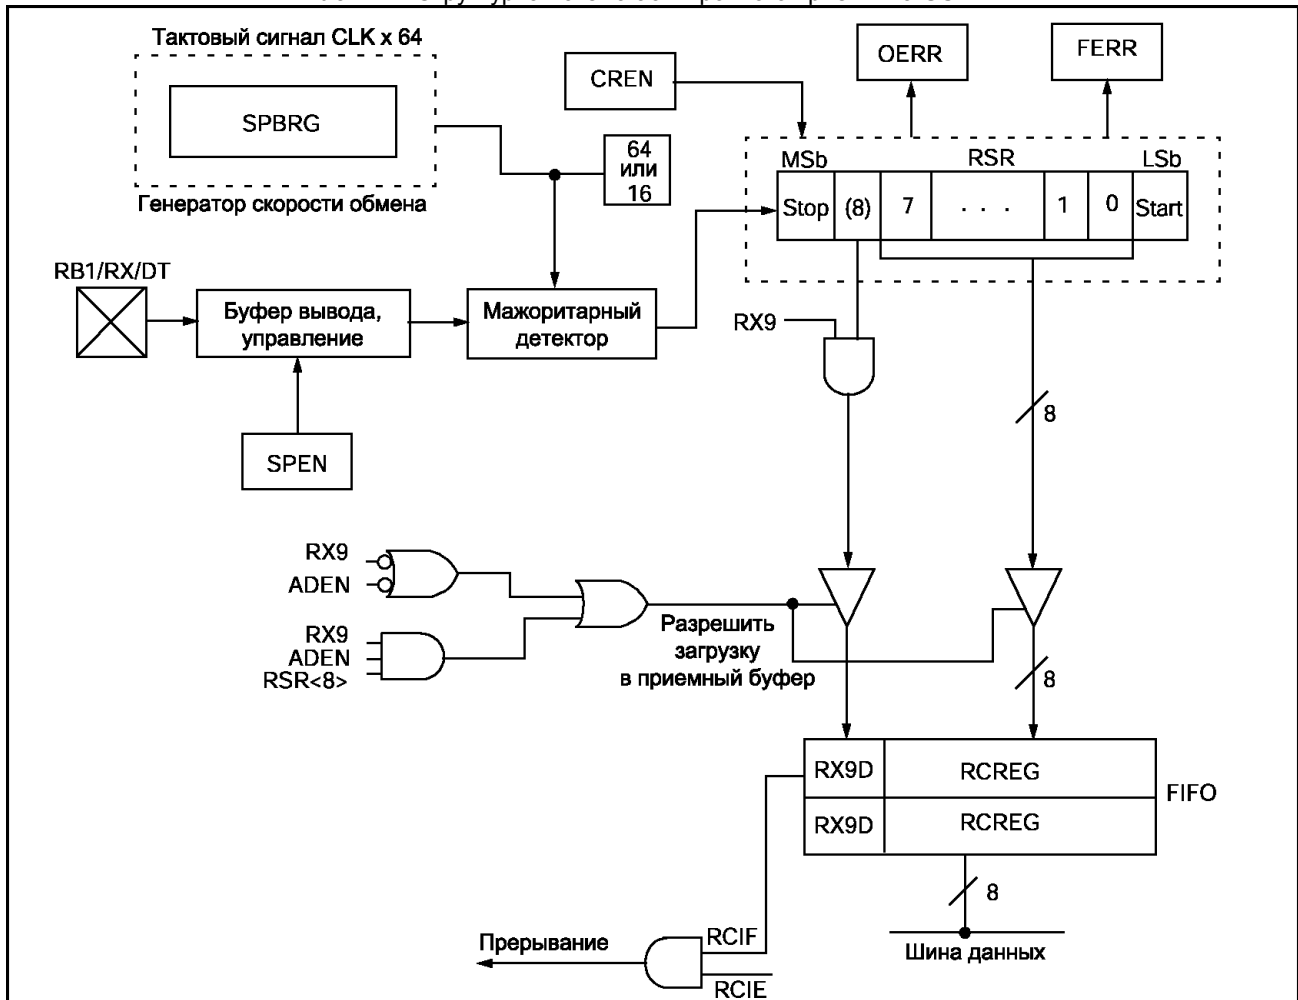 Тактовый сигнал CLK x 64
SPBRG
Генератор скорости обмена
CREN
OERR
FERR
64
или
16
MSb
RSR
LSb
Stop
(8)
7
. . .
1
0
Start
RB1/RX/DT
Буфер вывода,
управление
Мажоритарный
детектор
SPEN
RX9
8
RX9
ADEN
RX9
ADEN
RSR<8>
Разрешить
загрузку
в приемный буфер
8
RX9D
RCREG
RX9D
RCREG
FIFO
8
Шина данных
Прерывание
RCIF
RCIE